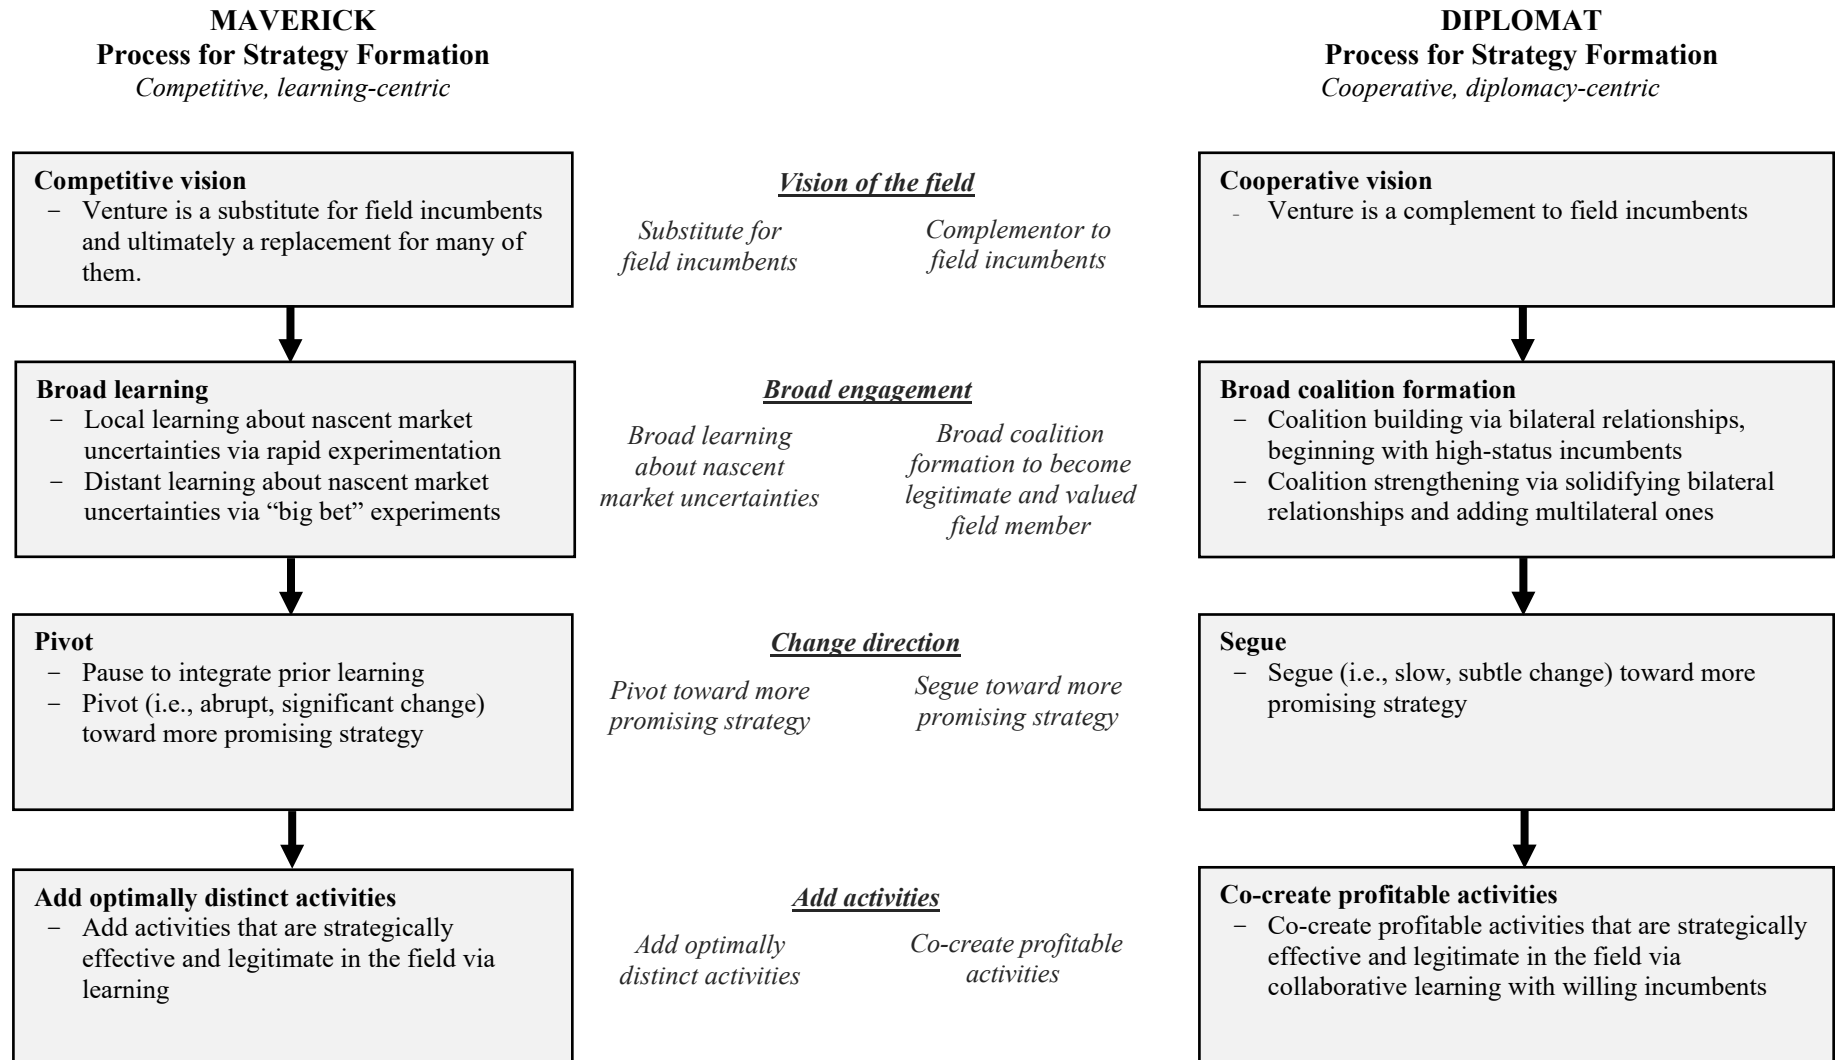 MAVERICK
Process for Strategy Formation
Competitive, learning-centric
DIPLOMAT
Process for Strategy Formation
Cooperative, diplomacy-centric
Competitive vision
– Venture is a substitute for field incumbents
and ultimately a replacement for many of
them.
Vision of the field
Substitute for
field incumbents
Complementor to
field incumbents
Cooperative vision
- Venture is a complement to field incumbents
Broad learning
– Local learning about nascent market
uncertainties via rapid experimentation
– Distant learning about nascent market
uncertainties via “big bet” experiments
Broad engagement
Broad learning
about nascent
market uncertainties
Broad coalition
formation to become
legitimate and valued
field member
Broad coalition formation
– Coalition building via bilateral relationships,
beginning with high-status incumbents
– Coalition strengthening via solidifying bilateral
relationships and adding multilateral ones
Pivot
– Pause to integrate prior learning
– Pivot (i.e., abrupt, significant change)
toward more promising strategy
Change direction
Pivot toward more
promising strategy
Segue toward more
promising strategy
Segue
– Segue (i.e., slow, subtle change) toward more
promising strategy
Add optimally distinct activities
– Add activities that are strategically
effective and legitimate in the field via
learning
Add activities
Add optimally
distinct activities
Co-create profitable
activities
Co-create profitable activities
– Co-create profitable activities that are strategically
effective and legitimate in the field via
collaborative learning with willing incumbents